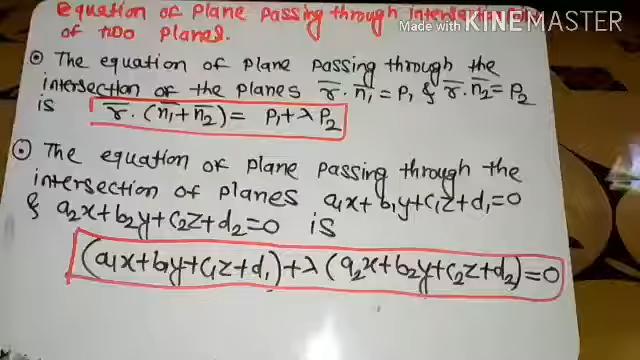 Equation of Plane Passing through intersection
of two Planes.
Made with KINEMASTER
⊙ The equation of plane passing through the
intersection of the planes r̅.n̅₁=P₁ & r̅.n̅₂=P₂
is r̅.(n̅₁+n̅₂)= P₁+λP₂
⊙ The equation of plane passing through the
intersection of planes a₁x+b₁y+c₁z+d₁=0
& a₂x+b₂y+c₂z+d₂=0 is
(a₁x+b₁y+c₁z+d₁)+λ(a₂x+b₂y+c₂z+d₂)=0